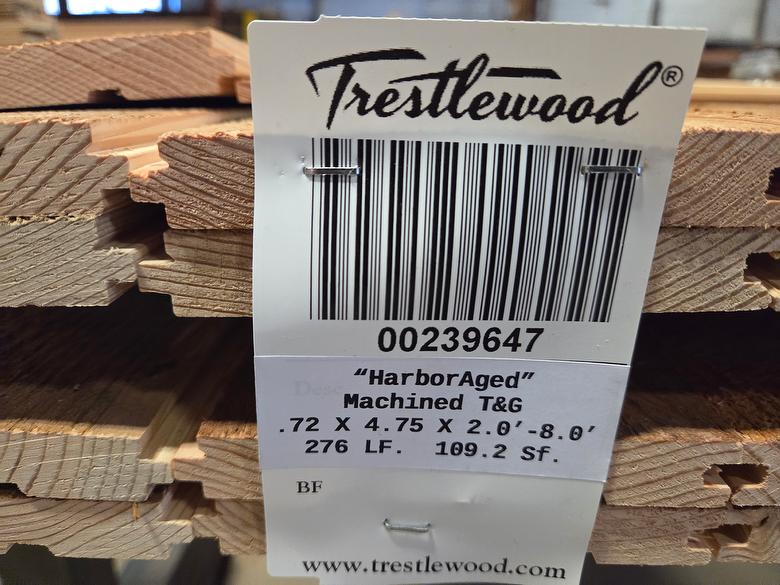 Trestlewood®
00239647
“HarborAged”
Machined T&G
.72 X 4.75 X 2.0’-8.0’
276 LF. 109.2 Sf.
BF
www.trestlewood.com